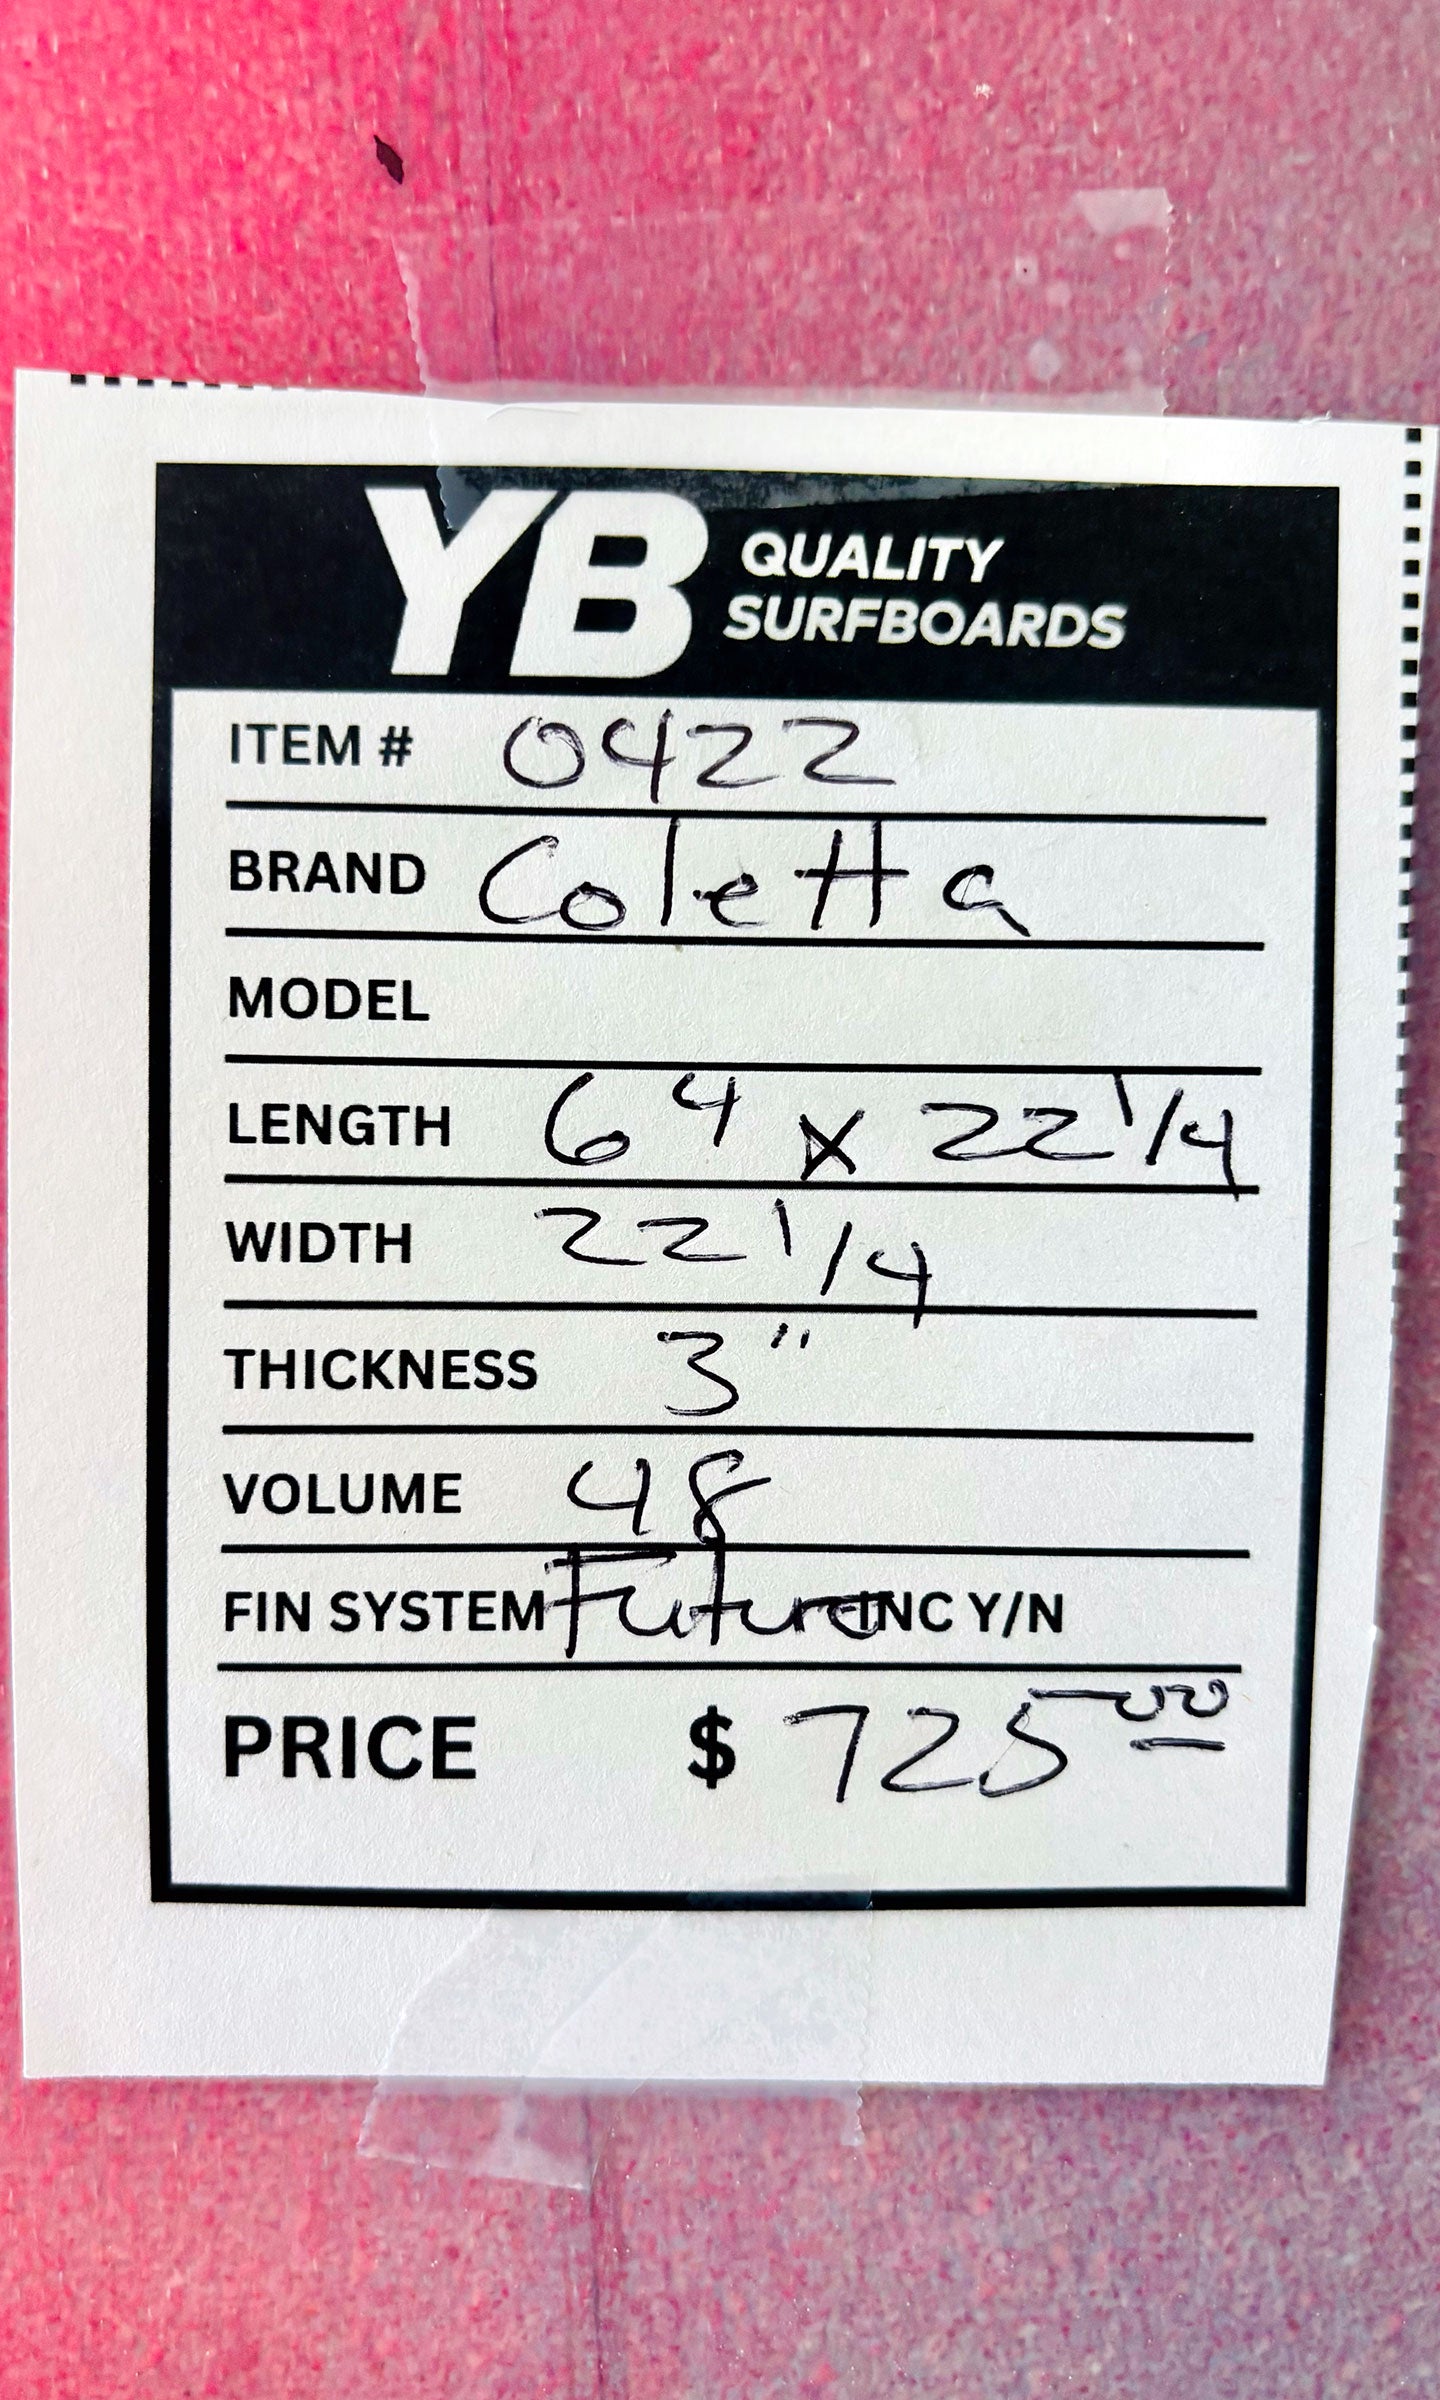 YB QUALITY
SURFBOARDS
ITEM # 0422
BRAND Coletta
MODEL
LENGTH 6 4 x 22 1/4
WIDTH 22 1/4
THICKNESS 3"
VOLUME 48
FIN SYSTEM Future INC Y/N
PRICE $ 725 00